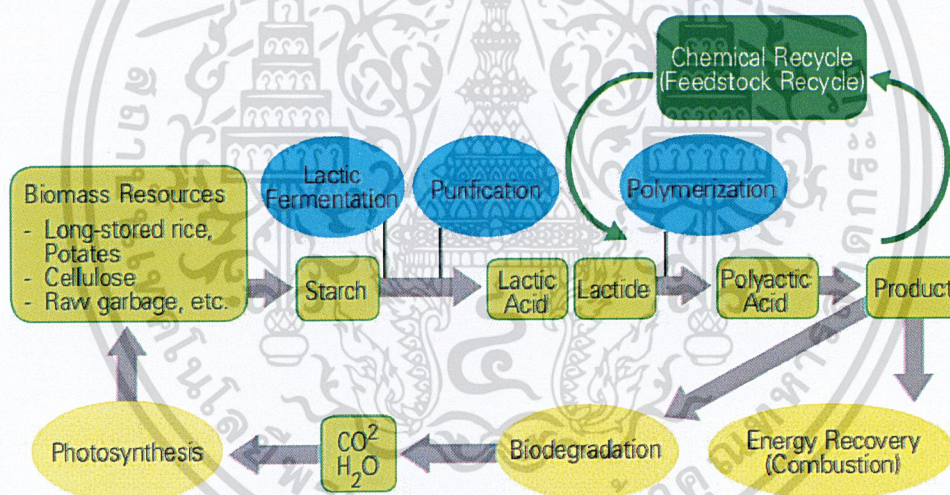 Chemical Recycle
(Feedstock Recycle)
Lactic
Fermentation
Purification
Polymerization
Biomass Resources
- Long-stored rice,
Potates
- Cellulose
- Raw garbage, etc.
Starch
Lactic
Acid
Lactide
Polyactic
Acid
Product
Photosynthesis
CO²
H₂O
Biodegradation
Energy Recovery
(Combustion)